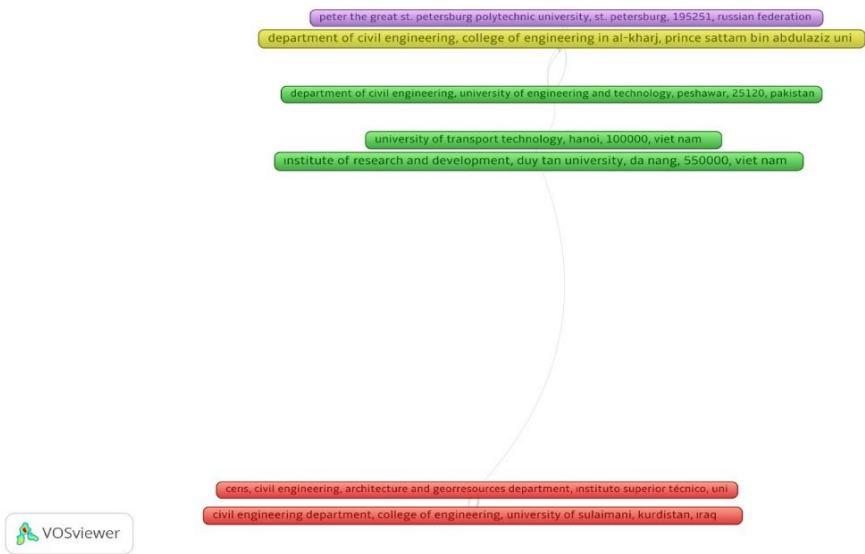 peter the great st. petersburg polytechnic university, st. petersburg, 195251, russian federation
department of civil engineering, college of engineering in al-kharj, prince sattam bin abdulaziz uni
department of civil engineering, university of engineering and technology, peshawar, 25120, pakistan
university of transport technology, hanoi, 100000, viet nam
ınstitute of research and development, duy tan university, da nang, 550000, viet nam
cens, civil engineering, architecture and georresources department, ınstituto superior técnico, uni
civil engineering department, college of engineering, university of sulaimani, kurdistan, ıraq
VOSviewer